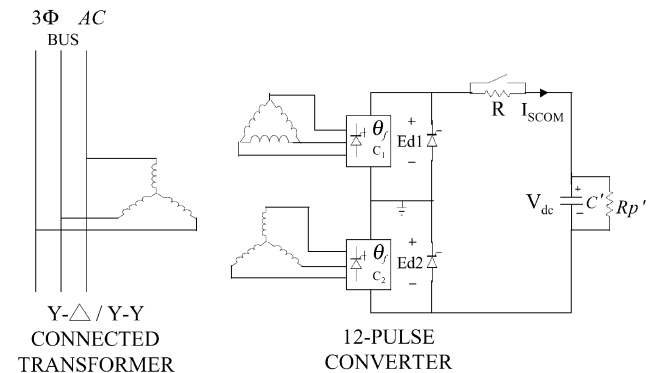 3Φ AC
BUS
Y-△ / Y-Y
CONNECTED
TRANSFORMER
θf
C1
+
Ed1
−
θf
C2
+
Ed2
−
R
ISCOM
Vdc
+
−
C'
Rp'
12-PULSE
CONVERTER